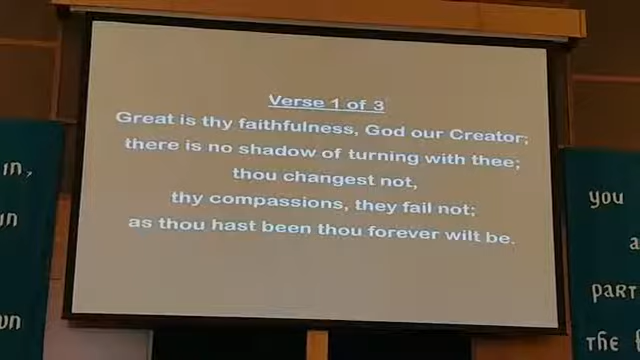 Verse 1 of 3
Great is thy faithfulness, God our Creator;
there is no shadow of turning with thee;
thou changest not,
thy compassions, they fail not;
as thou hast been thou forever wilt be.
in,
you
part
the